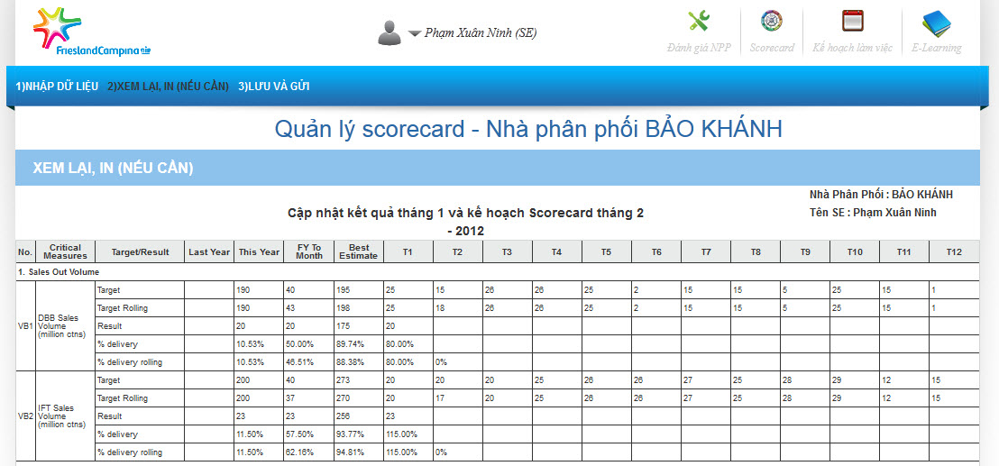 FrieslandCampina
Phạm Xuân Ninh (SE)
Đánh giá NPP Scorecard Kế hoạch làm việc E-Learning
1)NHẬP DỮ LIỆU 2)XEM LẠI, IN (NẾU CẦN) 3)LƯU VÀ GỬI
Quản lý scorecard - Nhà phân phối BẢO KHÁNH
XEM LẠI, IN (NẾU CẦN)
Nhà Phân Phối : BẢO KHÁNH
Tên SE : Phạm Xuân Ninh
Cập nhật kết quả tháng 1 và kế hoạch Scorecard tháng 2
- 2012
No. Critical Measures Target/Result Last Year This Year FY To Month Best Estimate T1 T2 T3 T4 T5 T6 T7 T8 T9 T10 T11 T12
1. Sales Out Volume
VB1 DBB Sales Volume (million ctns)
Target 190 40 195 25 15 26 26 25 2 15 15 5 25 15 1
Target Rolling 190 43 198 25 18 26 26 25 2 15 15 5 25 15 1
Result 20 20 175 20
% delivery 10.53% 50.00% 89.74% 80.00%
% delivery rolling 10.53% 46.51% 88.38% 80.00% 0%
VB2 IFT Sales Volume (million ctns)
Target 200 40 273 20 20 20 25 26 26 27 25 28 29 12 15
Target Rolling 200 37 270 20 17 20 25 26 26 27 25 28 29 12 15
Result 23 23 256 23
% delivery 11.50% 57.50% 93.77% 115.00%
% delivery rolling 11.50% 62.16% 94.81% 115.00% 0%